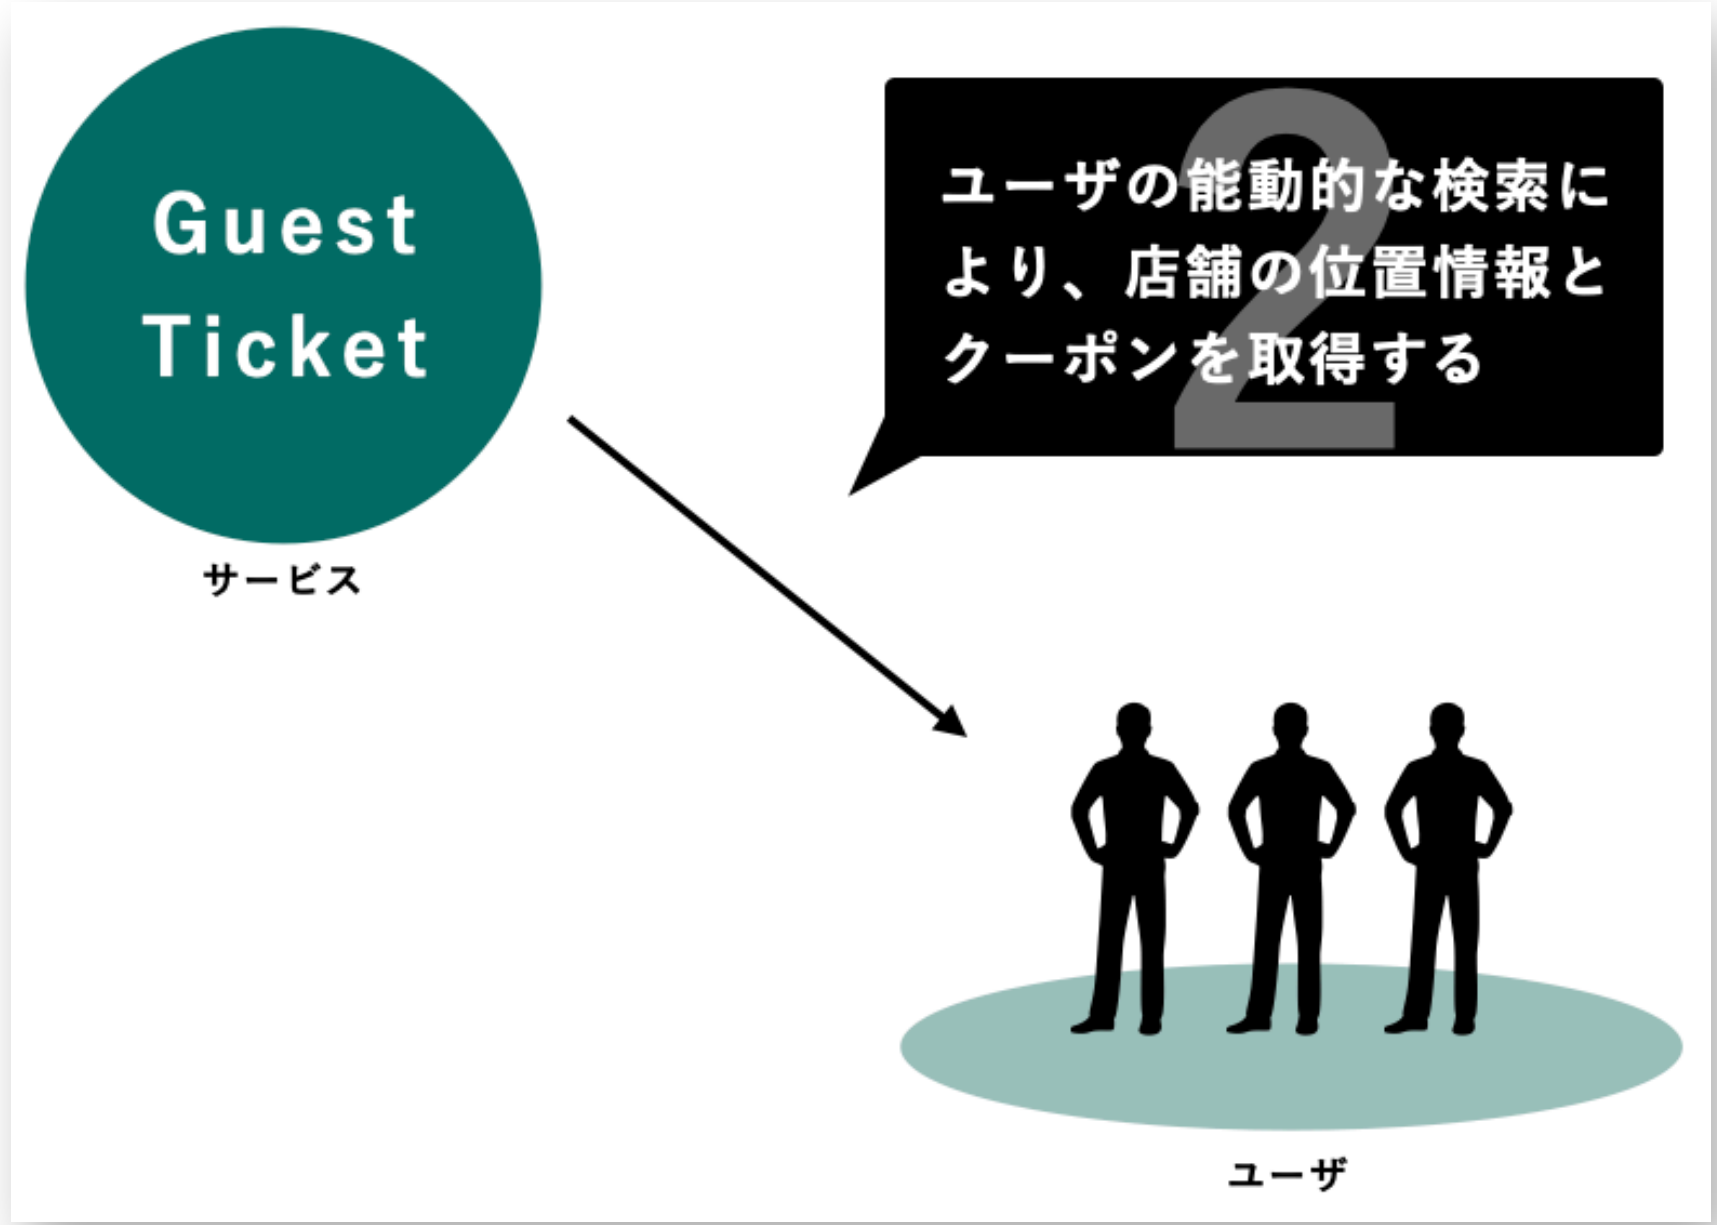 Guest
Ticket
サービス
2
ユーザの能動的な検索に
より、店舗の位置情報と
クーポンを取得する
ユーザ